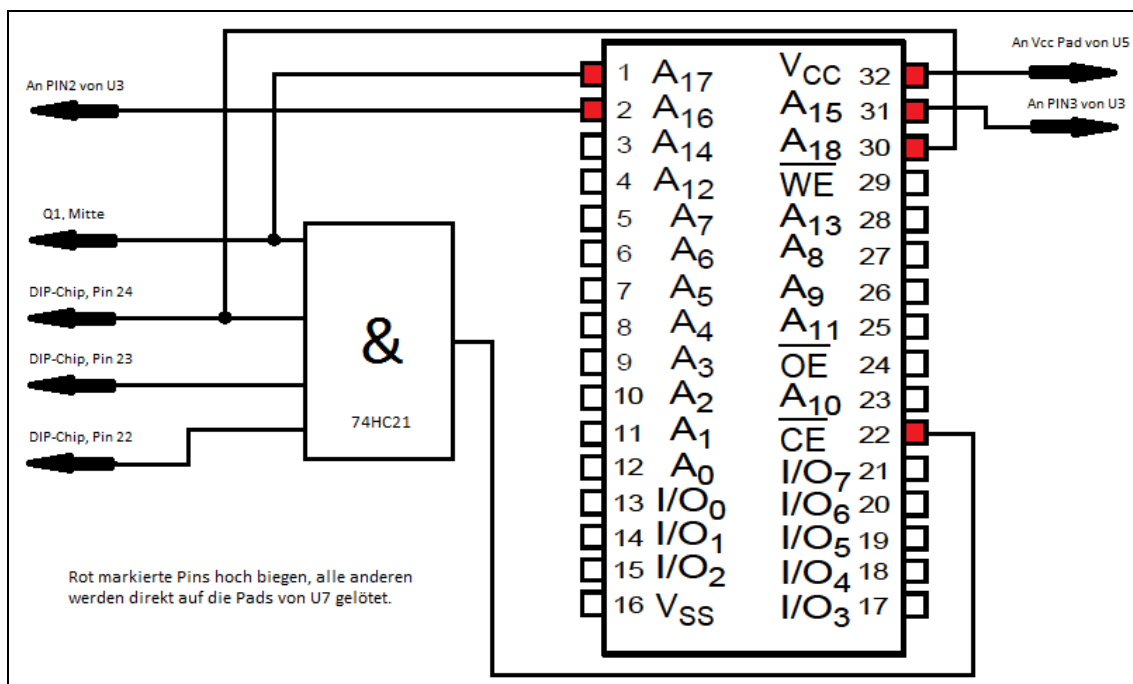 An Vcc Pad von U5
An PIN2 von U3
An PIN3 von U3
Q1, Mitte
DIP-Chip, Pin 24
DIP-Chip, Pin 23
DIP-Chip, Pin 22
&
74HC21
1 A17 VCC 32
2 A16 A15 31
3 A14 A18 30
4 A12 WE 29
5 A7 A13 28
6 A6 A8 27
7 A5 A9 26
8 A4 A11 25
9 A3 OE 24
10 A2 A10 23
11 A1 CE 22
12 A0 I/O7 21
13 I/O0 I/O6 20
14 I/O1 I/O5 19
15 I/O2 I/O4 18
16 VSS I/O3 17
Rot markierte Pins hoch biegen, alle anderen
werden direkt auf die Pads von U7 gelötet.